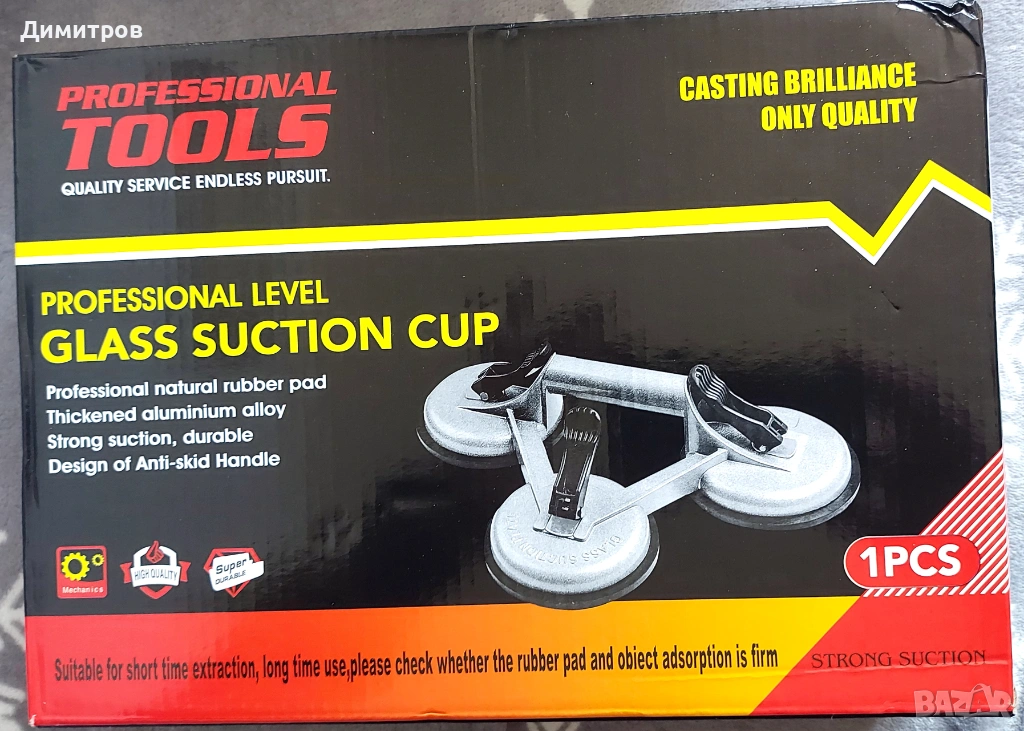 Димитров
PROFESSIONAL
TOOLS
QUALITY SERVICE ENDLESS PURSUIT.
CASTING BRILLIANCE
ONLY QUALITY
PROFESSIONAL LEVEL
GLASS SUCTION CUP
Professional natural rubber pad
Thickened aluminium alloy
Strong suction, durable
Design of Anti-skid Handle
GLASS SUCTION
Mechanics
HIGH QUALITY
Super
DURABLE
1PCS
Suitable for short time extraction, long time use,please check whether the rubber pad and obiect adsorption is firm
STRONG SUCTION
BAZAR